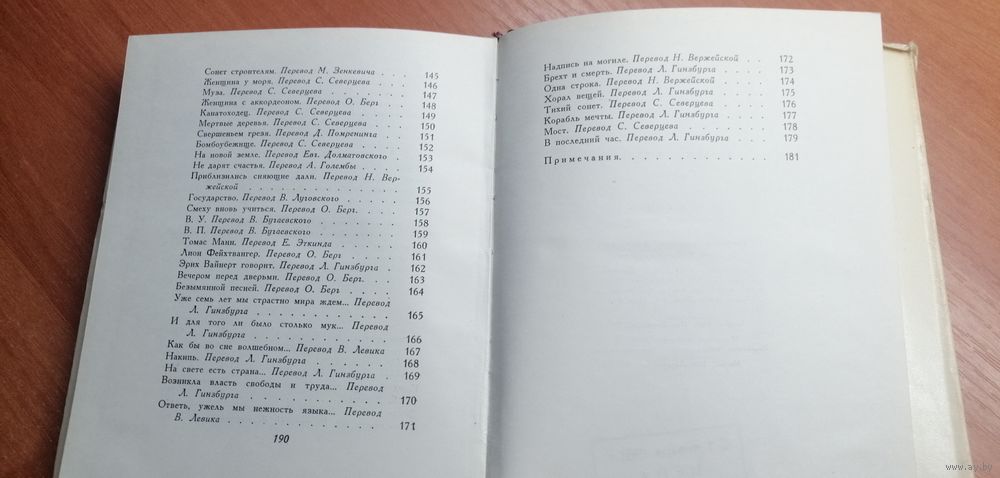 Сонет строителям. Перевод М. Зенкевича . . . 145
Женщина у моря. Перевод С. Северцева . . . . 146
Муза. Перевод С. Северцева . . . . . . . 147
Женщина с аккордеоном. Перевод О. Берг . . . 148
Канатоходец. Перевод С. Северцева . . . . . 149
Мертвые деревья. Перевод С. Северцева . . . . 150
Свершеньем грезя. Перевод Д. Помренинга . . . 151
Бомбоубежище. Перевод С. Северцева . . . . 152
На новой земле. Перевод Евг. Долматовского . . 153
Не дарят счастья. Перевод А. Голембы . . . . 154
Приблизились сияющие дали. Перевод Н. Вер-
жейской . . . . . . . . . . . . 155
Государство. Перевод В. Луговского . . . . . 156
Смеху вновь учиться. Перевод О. Берг . . . . 157
В. У. Перевод В. Бугаевского . . . . . . . 158
В. П. Перевод В. Бугаевского . . . . . . . 159
Томас Манн. Перевод Е. Эткинда . . . . . . 160
Лион Фейхтвангер. Перевод О. Берг . . . . . 161
Эрих Вайнерт говорит. Перевод Л. Гинзбурга . . 162
Вечером перед дверьми. Перевод О. Берг . . . . 163
Безымянной песней. Перевод О. Берг . . . . . 164
Уже семь лет мы страстно мира ждем... Перевод
Л. Гинзбурга . . . . . . . . . . . 165
И для того ли было столько мук... Перевод
Л. Гинзбурга . . . . . . . . . . . 166
Как бы во сне волшебном... Перевод В. Левика 167
Накипь. Перевод Л. Гинзбурга . . . . . . . 168
На свете есть страна... Перевод Л. Гинзбурга . . 169
Возникла власть свободы и труда... Перевод
Л. Гинзбурга . . . . . . . . . . . 170
Ответь, ужель мы нежность языка... Перевод
В. Левика . . . . . . . . . . . . 171
190
Надпись на могиле. Перевод Н. Вержейской . . 172
Брехт и смерть. Перевод Л. Гинзбурга . . . . 173
Одна строка. Перевод Н. Вержейской . . . . 174
Хорал вещей. Перевод Л. Гинзбурга . . . . . 175
Тихий сонет. Перевод С. Северцева . . . . . 176
Корабль мечты. Перевод Л. Гинзбурга . . . . 177
Мост. Перевод С. Северцева . . . . . . . 178
В последний час. Перевод Л. Гинзбурга . . . . 179
Примечания . . . . . . . . . . . . 181
www.ay.by